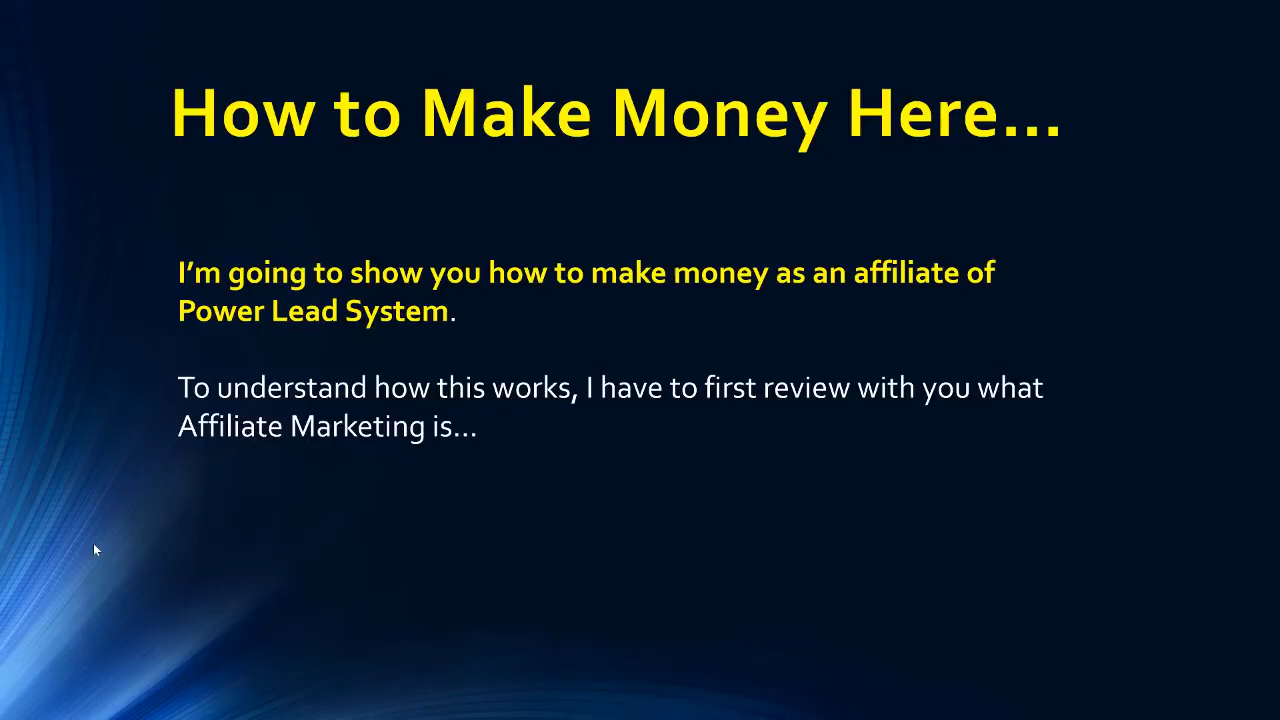 How to Make Money Here…
I’m going to show you how to make money as an affiliate of
Power Lead System.
To understand how this works, I have to first review with you what
Affiliate Marketing is…